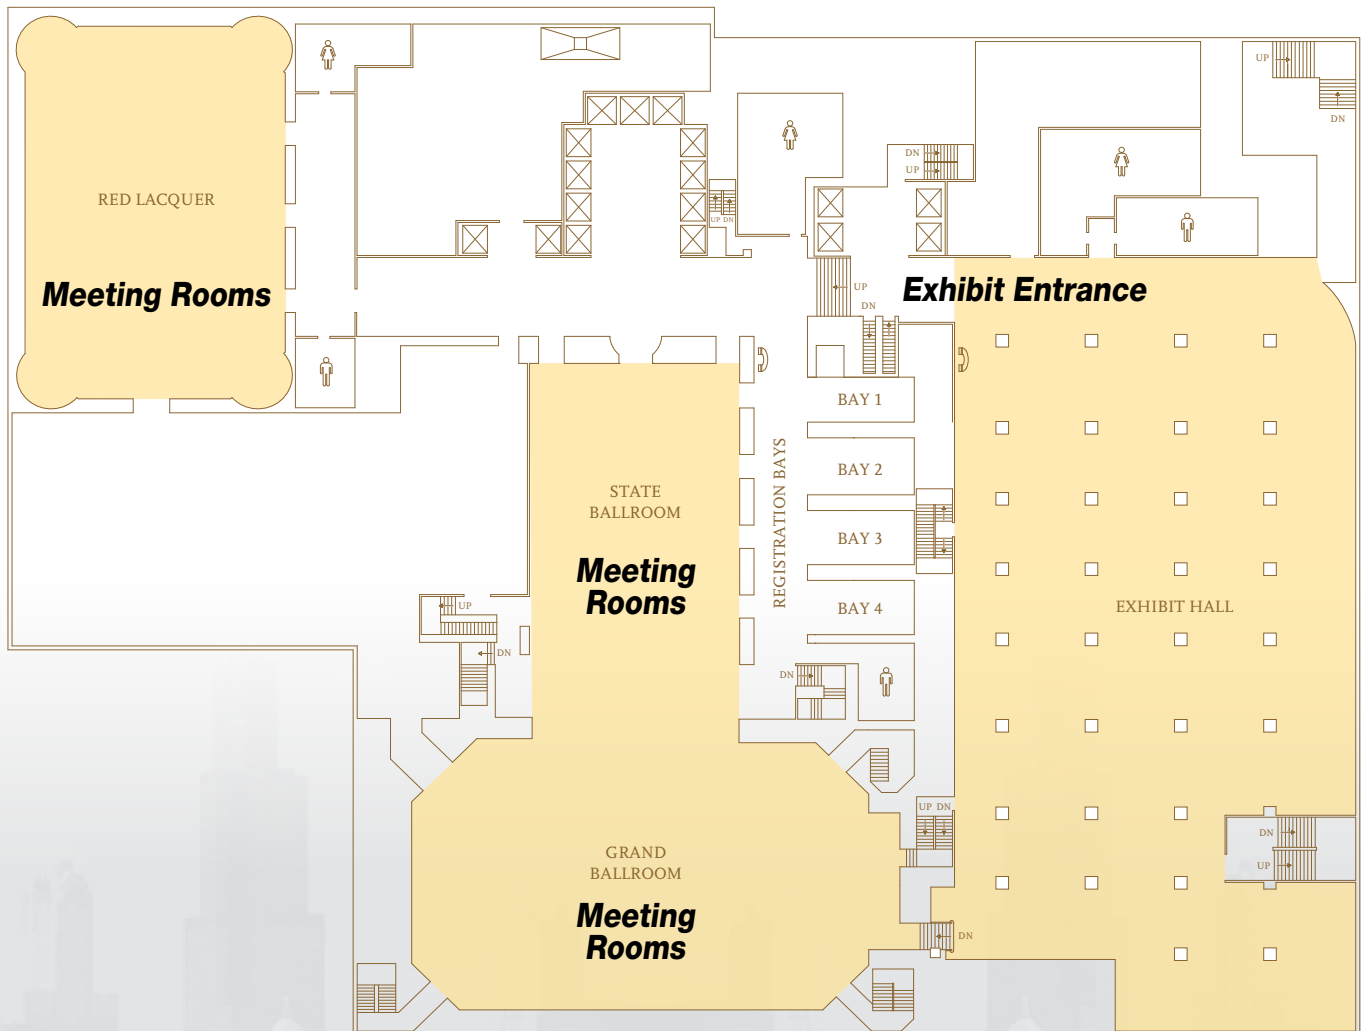 UP
DN
DN
UP
RED LACQUER
UP DN
Meeting Rooms
Exhibit Entrance
UP
DN
BAY 1
REGISTRATION BAYS
BAY 2
STATE
BALLROOM
BAY 3
Meeting
Rooms
UP
BAY 4
EXHIBIT HALL
DN
DN
UP DN
DN
GRAND
BALLROOM
UP
Meeting
Rooms
DN